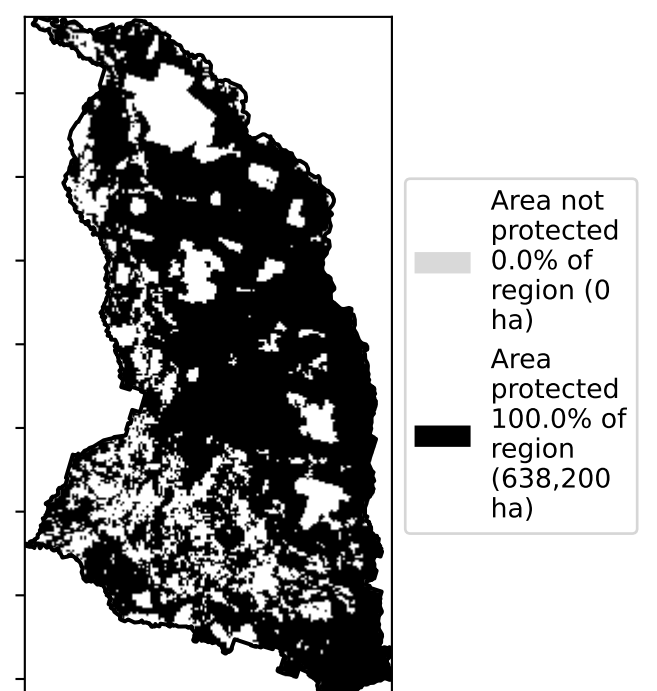 Area not
protected
0.0% of
region (0
ha)
Area
protected
100.0% of
region
(638,200
ha)